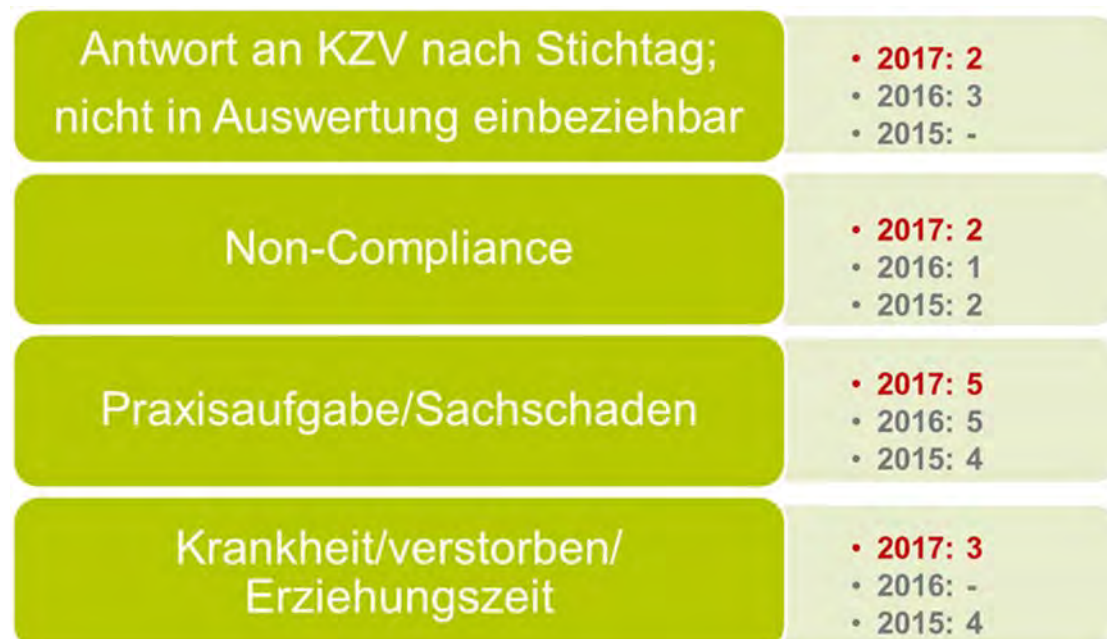 Antwort an KZV nach Stichtag;
nicht in Auswertung einbeziehbar
• 2017: 2
• 2016: 3
• 2015: -
Non-Compliance
• 2017: 2
• 2016: 1
• 2015: 2
Praxisaufgabe/Sachschaden
• 2017: 5
• 2016: 5
• 2015: 4
Krankheit/verstorben/
Erziehungszeit
• 2017: 3
• 2016: -
• 2015: 4